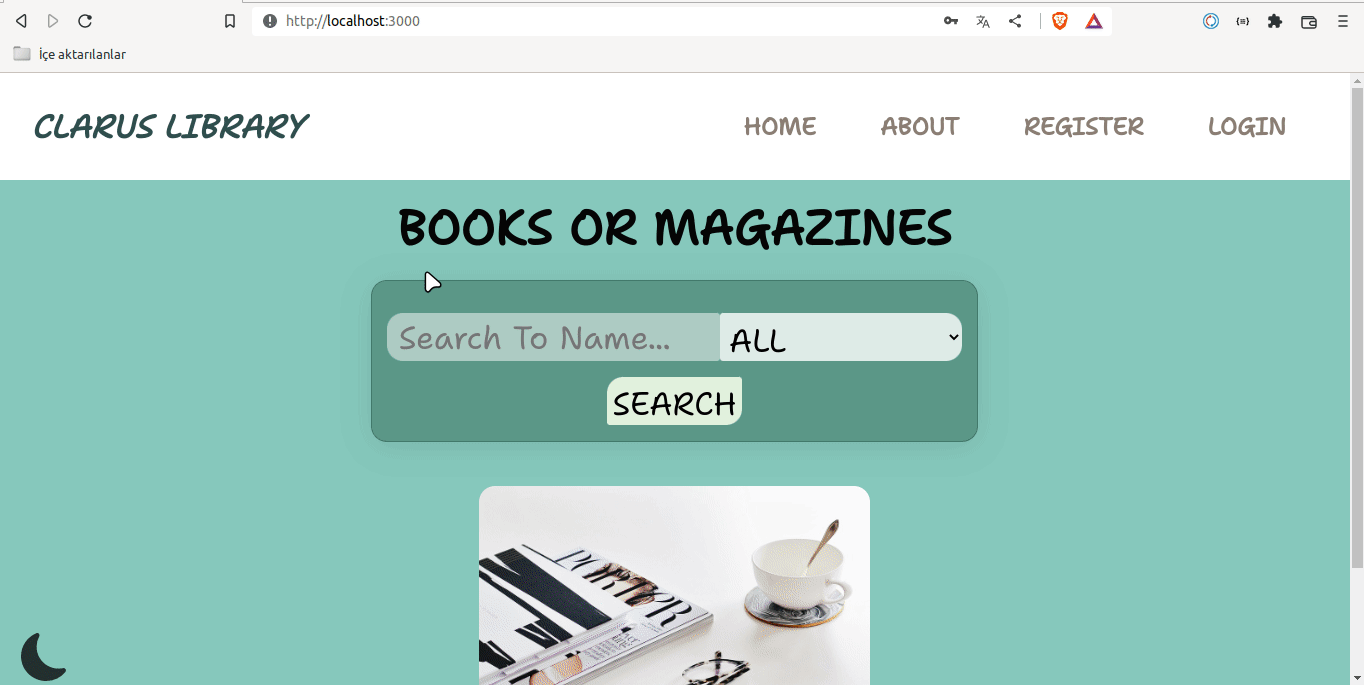 http://localhost:3000
İçe aktarılanlar
CLARUS LIBRARY
HOME ABOUT REGISTER LOGIN
BOOKS OR MAGAZINES
Search To Name...
ALL
SEARCH
PORTER